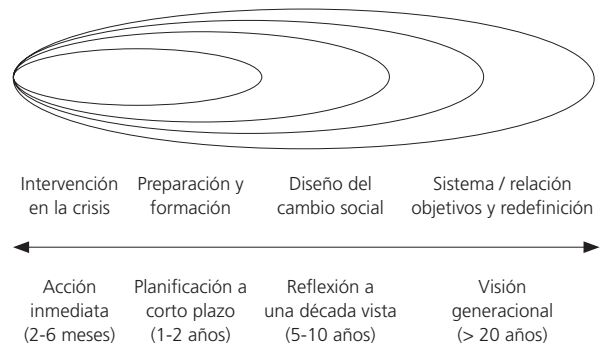 Intervención
en la crisis
Preparación y
formación
Diseño del
cambio social
Sistema / relación
objetivos y redefinición
Acción
inmediata
(2-6 meses)
Planificación a
corto plazo
(1-2 años)
Reflexión a
una década vista
(5-10 años)
Visión
generacional
(> 20 años)